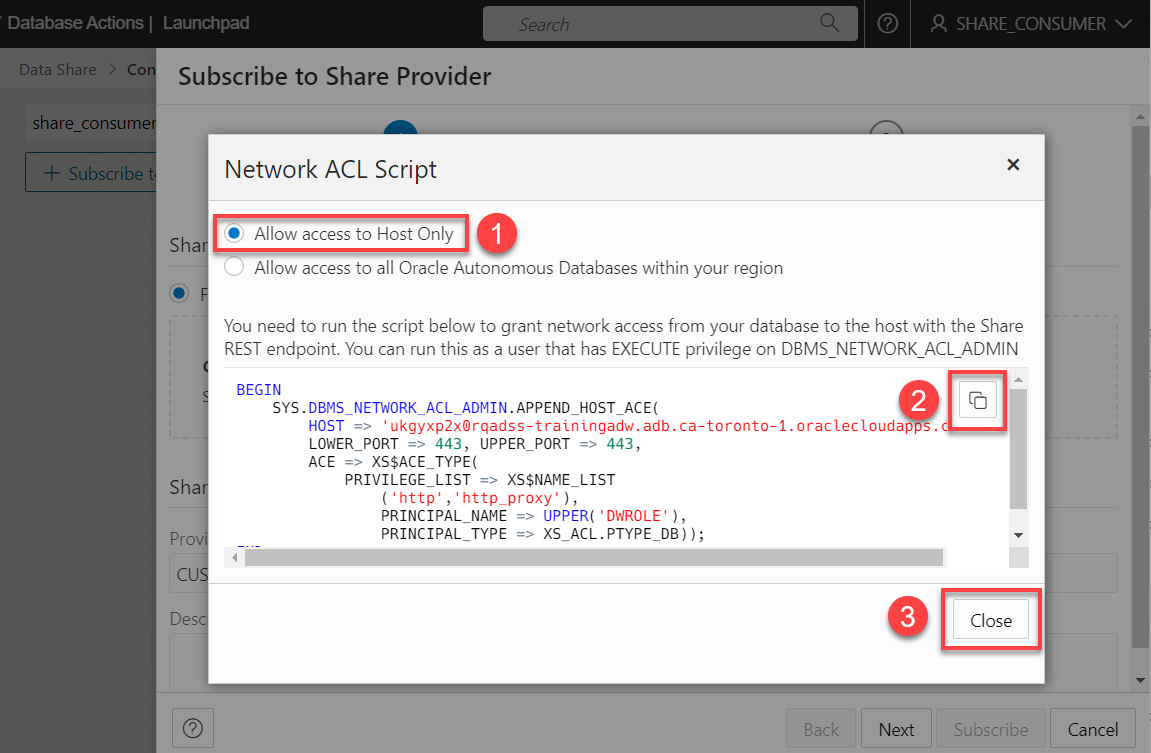 Database Actions | Launchpad
Search
SHARE_CONSUMER
Data Share > Con
Subscribe to Share Provider
share_consumer
+ Subscribe to
Network ACL Script
Allow access to Host Only
1
Allow access to all Oracle Autonomous Databases within your region
Shar
F
You need to run the script below to grant network access from your database to the host with the Share
REST endpoint. You can run this as a user that has EXECUTE privilege on DBMS_NETWORK_ACL_ADMIN
2
BEGIN
SYS.DBMS_NETWORK_ACL_ADMIN.APPEND_HOST_ACE(
HOST => 'ukgyxp2x0rqadss-trainingadw.adb.ca-toronto-1.oraclecloudapps.c
LOWER_PORT => 443, UPPER_PORT => 443,
ACE => XS$ACE_TYPE(
PRIVILEGE_LIST => XS$NAME_LIST
('http','http_proxy'),
PRINCIPAL_NAME => UPPER('DWROLE'),
PRINCIPAL_TYPE => XS_ACL.PTYPE_DB));
Shar
Provi
CUS
Desc
3
Close
Back
Next
Subscribe
Cancel